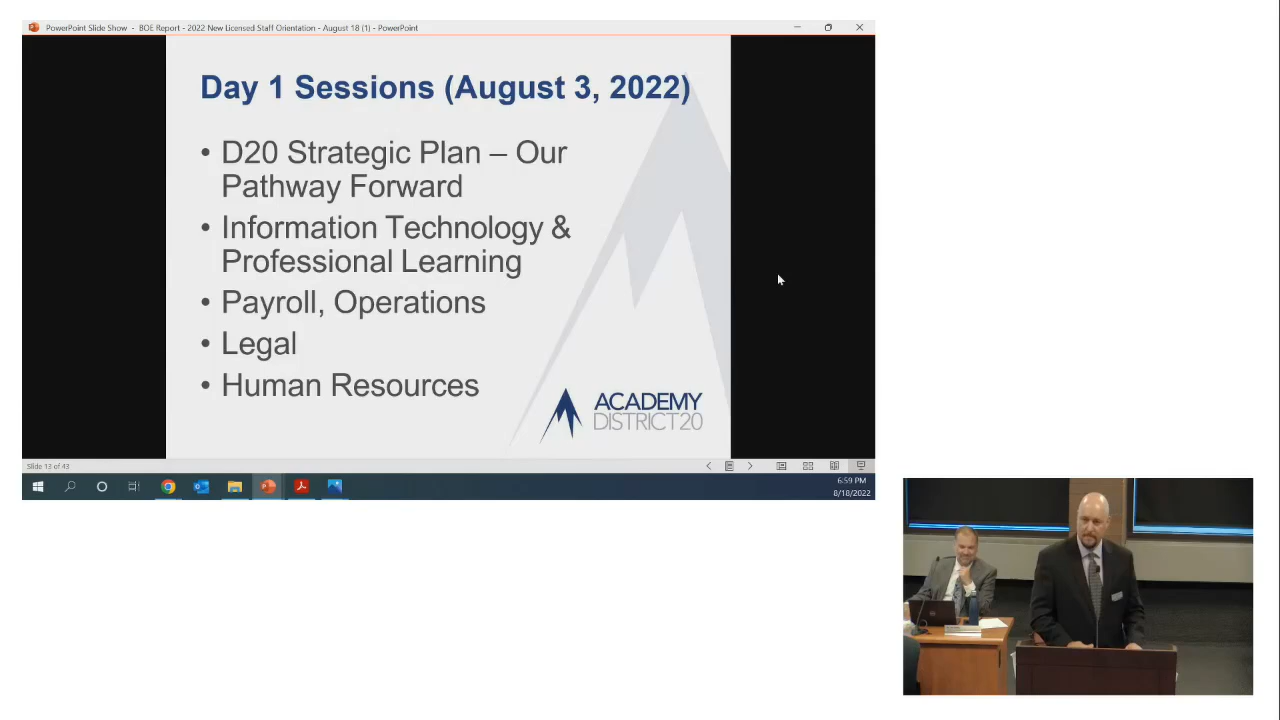 PowerPoint Slide Show - BOE Report - 2022 New Licensed Staff Orientation - August 18 (1) - PowerPoint
Day 1 Sessions (August 3, 2022)
• D20 Strategic Plan – Our
Pathway Forward
• Information Technology &
Professional Learning
• Payroll, Operations
• Legal
• Human Resources
ACADEMY
DISTRICT20
Slide 13 of 43
6:59 PM
8/18/2022